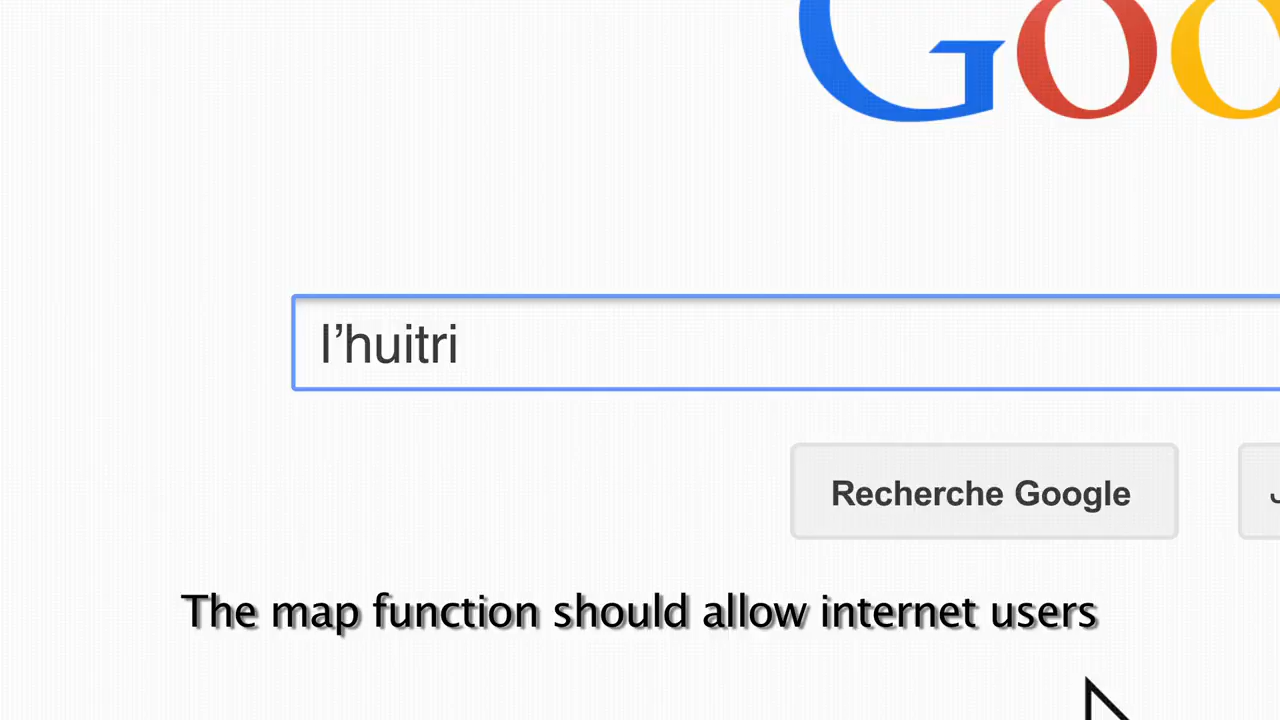 Goo
l’huitri
Recherche Google
The map function should allow internet users